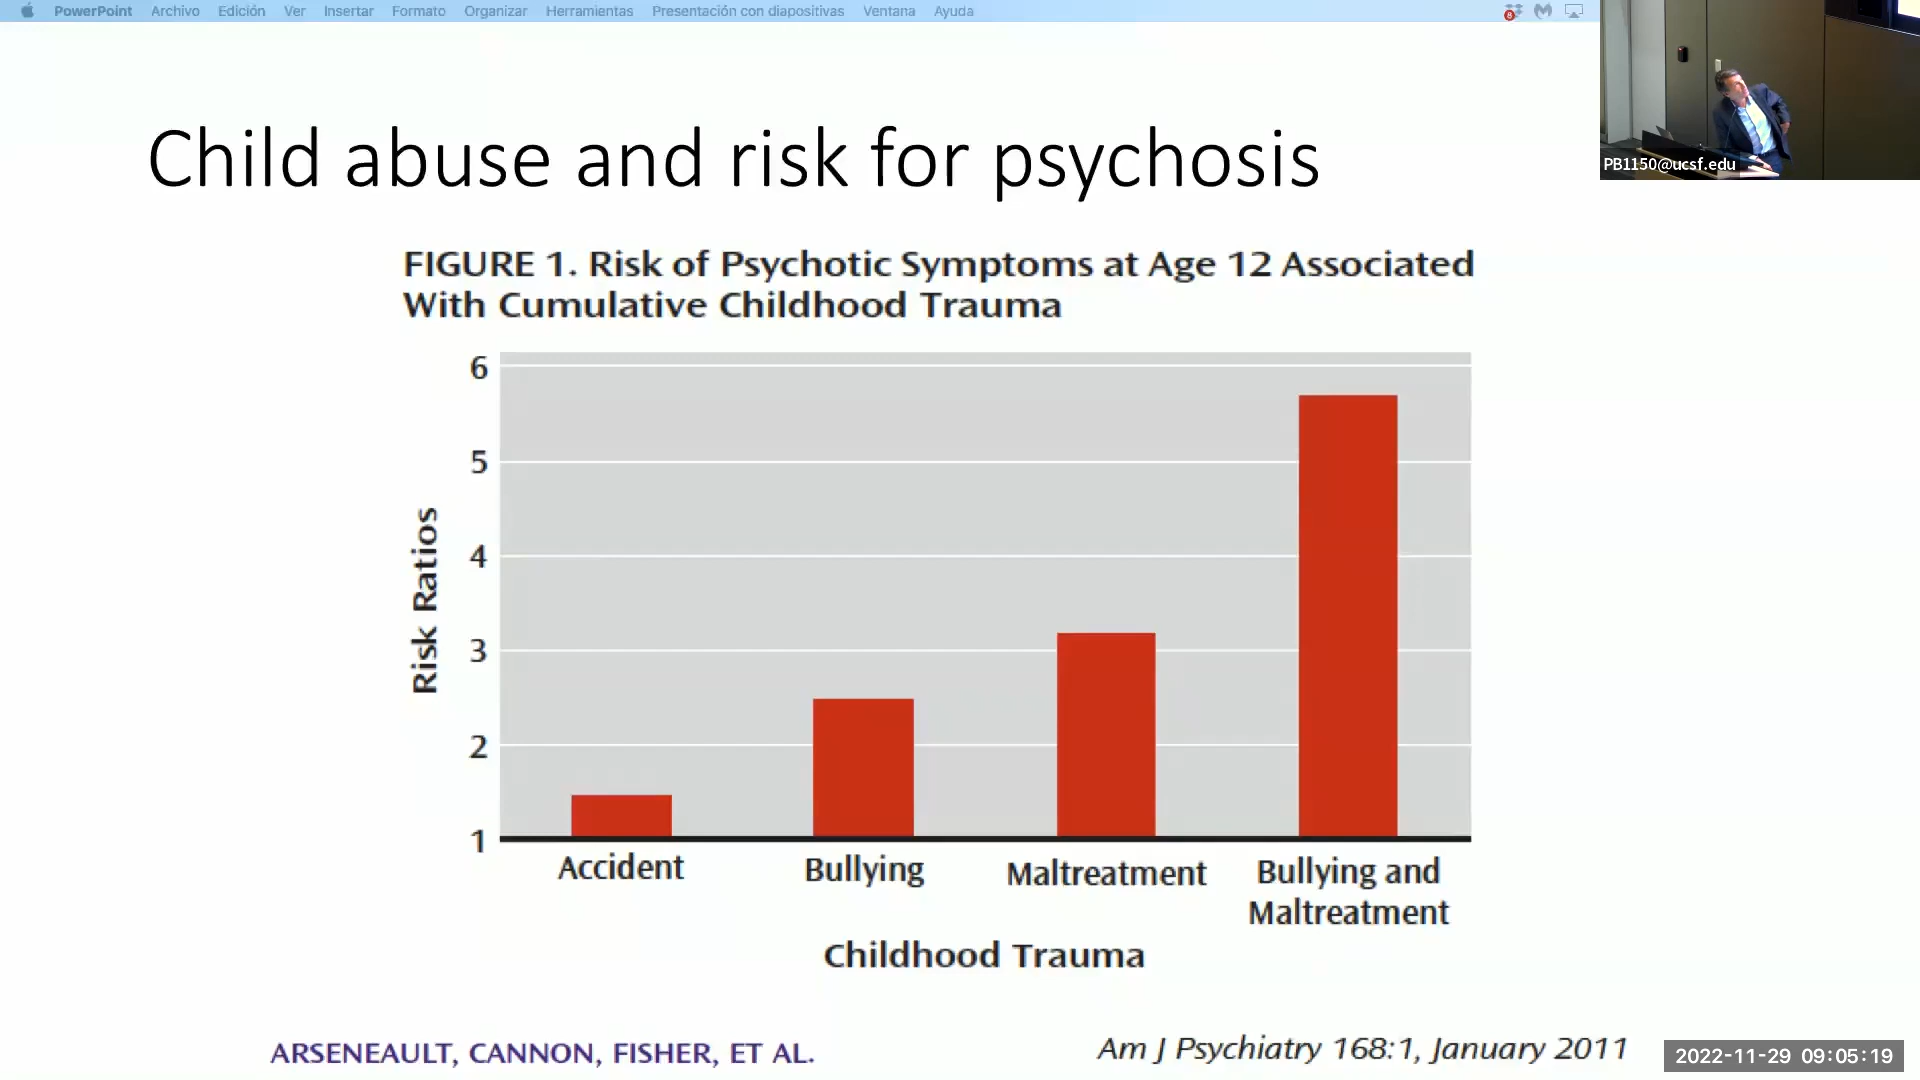 PowerPoint Archivo Edición Ver Insertar Formato Organizar Herramientas Presentación con diapositivas Ventana Ayuda
8
PB1150@ucsf.edu
Child abuse and risk for psychosis
FIGURE 1. Risk of Psychotic Symptoms at Age 12 Associated
With Cumulative Childhood Trauma
6
5
4
3
2
1
Risk Ratios
Accident
Bullying
Maltreatment
Bullying and
Maltreatment
Childhood Trauma
ARSENEAULT, CANNON, FISHER, ET AL.
Am J Psychiatry 168:1, January 2011
2022-11-29 09:05:19